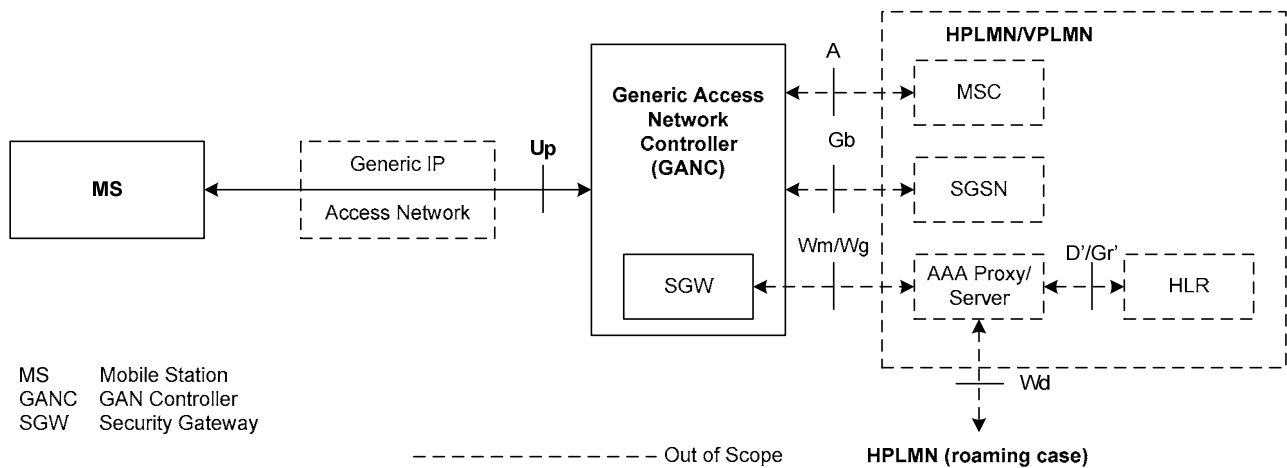 HPLMN/VPLMN
A
MSC
Generic Access
Network
Controller
(GANC)
Gb
Up
Generic IP
MS
SGSN
Access Network
Wm/Wg
D'/Gr'
SGW
AAA Proxy/
Server
HLR
MS Mobile Station
GANC GAN Controller
SGW Security Gateway
Wd
Out of Scope
HPLMN (roaming case)